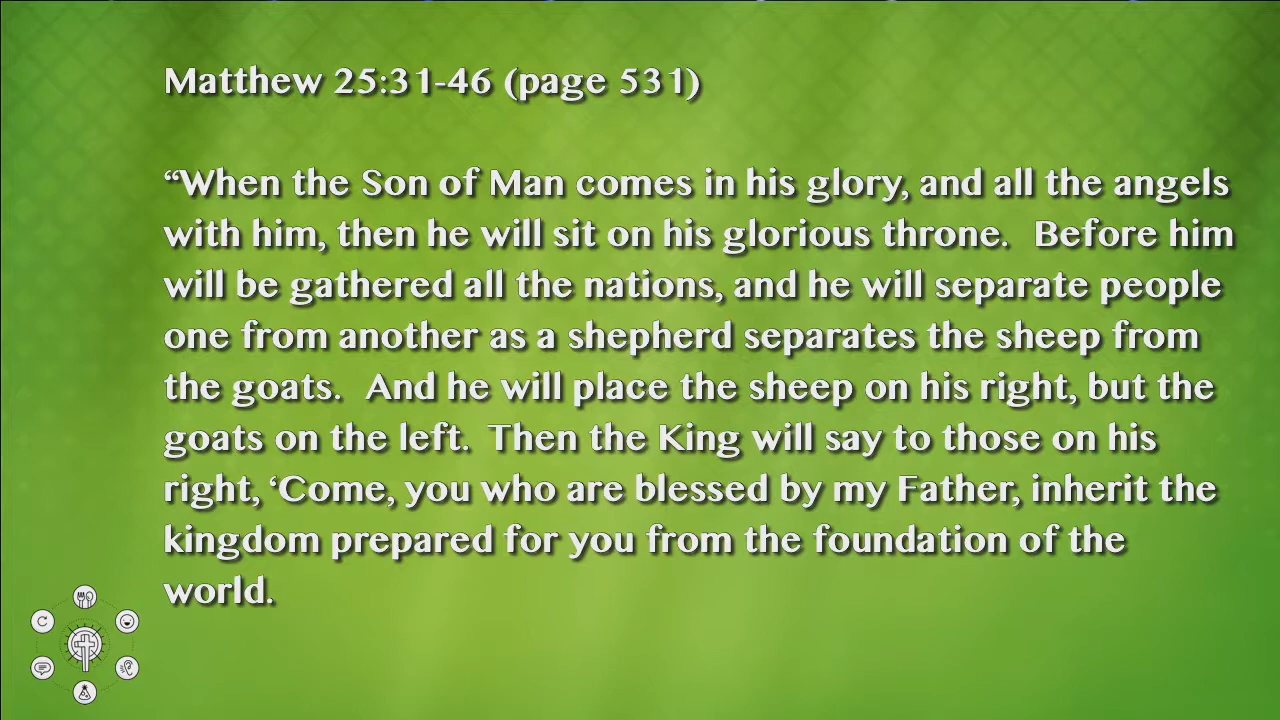 Matthew 25:31-46 (page 531)
“When the Son of Man comes in his glory, and all the angels
with him, then he will sit on his glorious throne.  Before him
will be gathered all the nations, and he will separate people
one from another as a shepherd separates the sheep from
the goats.  And he will place the sheep on his right, but the
goats on the left.  Then the King will say to those on his
right, ‘Come, you who are blessed by my Father, inherit the
kingdom prepared for you from the foundation of the
world.